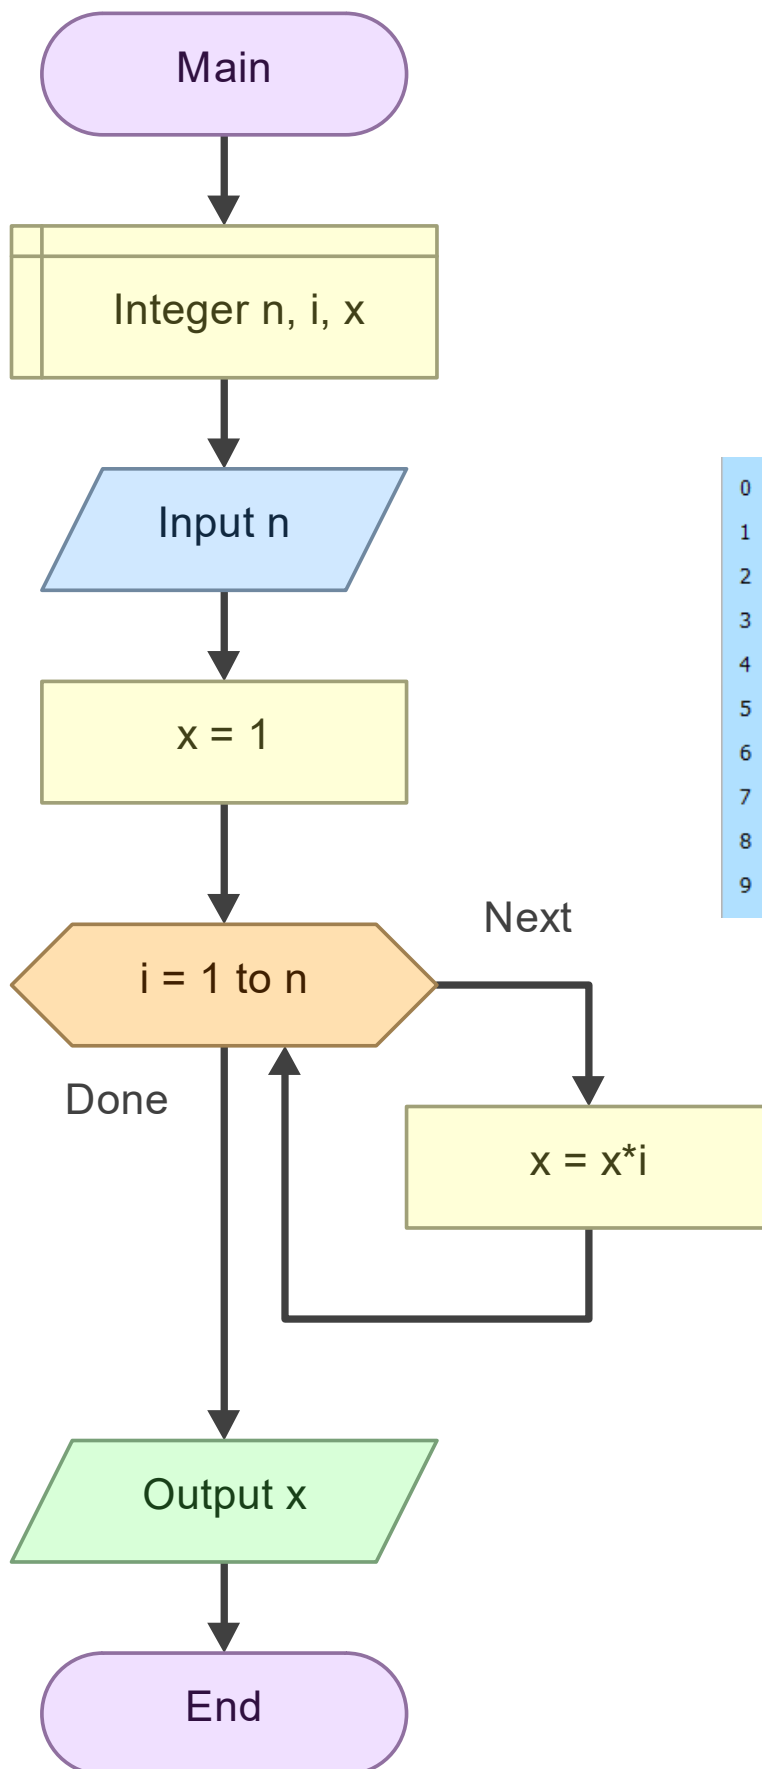 Main
Integer n, i, x
Input n
x = 1
i = 1 to n
Next
Done
x = x*i
Output x
End
0
1
2
3
4
5
6
7
8
9